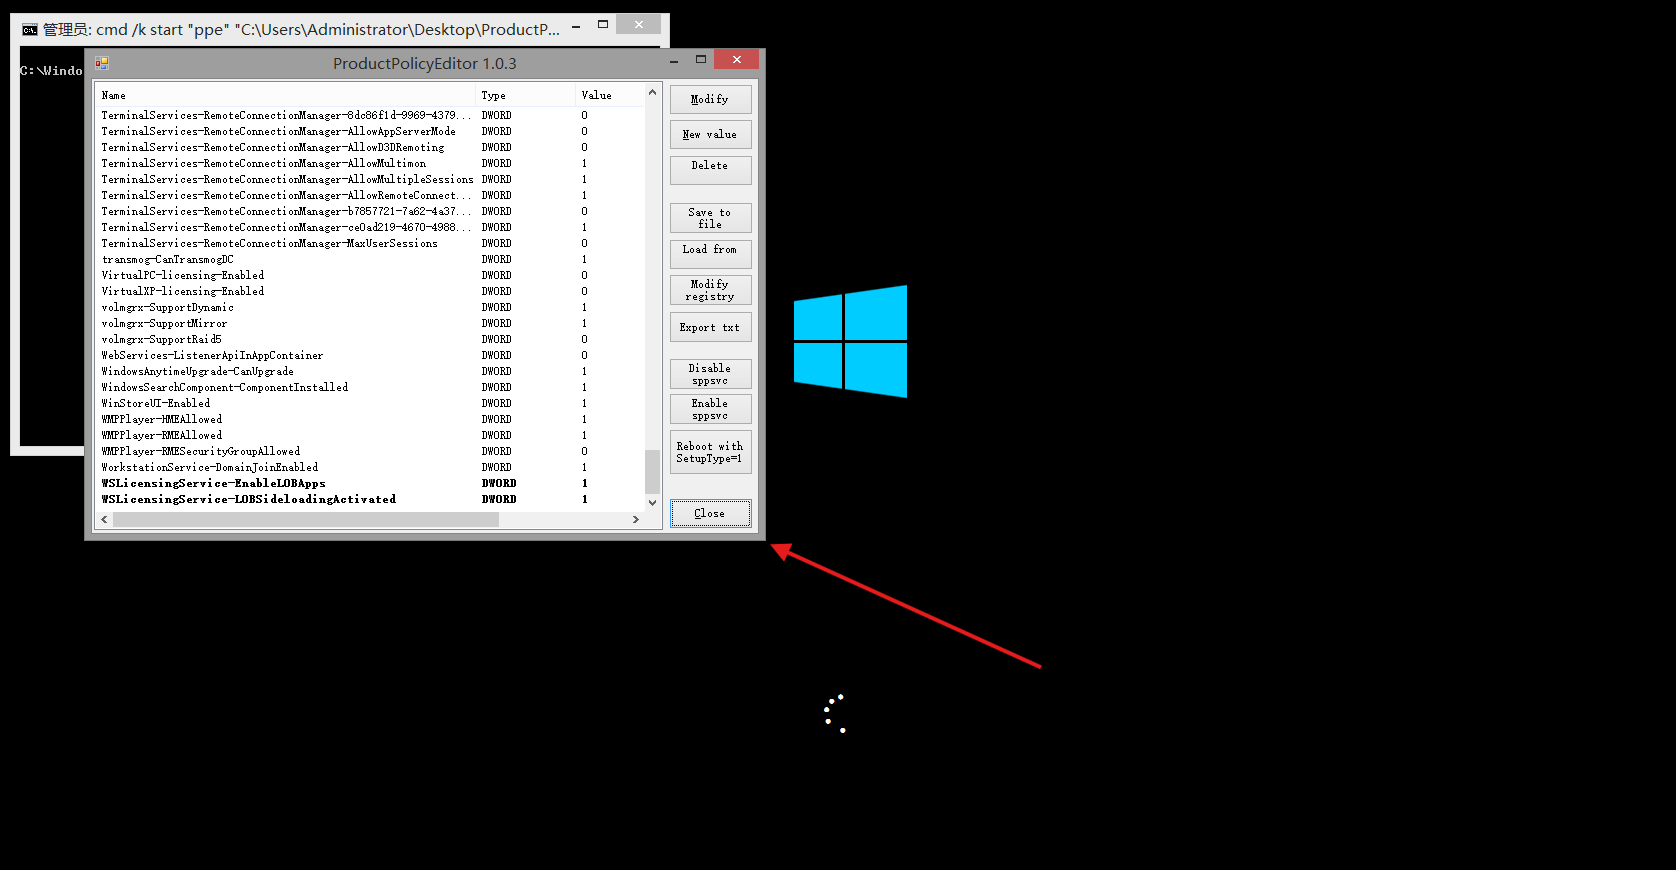 管理员: cmd /k start "ppe" "C:\Users\Administrator\Desktop\ProductP...
C:\Windo
ProductPolicyEditor 1.0.3
Name Type Value
TerminalServices-RemoteConnectionManager-8dc86f1d-9969-4379... DWORD 0
TerminalServices-RemoteConnectionManager-AllowAppServerMode DWORD 0
TerminalServices-RemoteConnectionManager-AllowD3DRemoting DWORD 0
TerminalServices-RemoteConnectionManager-AllowMultimon DWORD 1
TerminalServices-RemoteConnectionManager-AllowMultipleSessions DWORD 1
TerminalServices-RemoteConnectionManager-AllowRemoteConnect... DWORD 1
TerminalServices-RemoteConnectionManager-b7857721-7a62-4a37... DWORD 0
TerminalServices-RemoteConnectionManager-ce0ad219-4670-4988... DWORD 1
TerminalServices-RemoteConnectionManager-MaxUserSessions DWORD 0
transmog-CanTransmogDC DWORD 1
VirtualPC-licensing-Enabled DWORD 0
VirtualXP-licensing-Enabled DWORD 0
volmgrx-SupportDynamic DWORD 1
volmgrx-SupportMirror DWORD 1
volmgrx-SupportRaid5 DWORD 0
WebServices-ListenerApiInAppContainer DWORD 0
WindowsAnytimeUpgrade-CanUpgrade DWORD 1
WindowsSearchComponent-ComponentInstalled DWORD 1
WinStoreUI-Enabled DWORD 1
WMPPlayer-HMEAllowed DWORD 1
WMPPlayer-RMEAllowed DWORD 1
WMPPlayer-RMESecurityGroupAllowed DWORD 0
WorkstationService-DomainJoinEnabled DWORD 1
WSLicensingService-EnableLOBApps DWORD 1
WSLicensingService-LOBSideloadingActivated DWORD 1
Modify
New value
Delete
Save to
file
Load from
Modify
registry
Export txt
Disable
sppsvc
Enable
sppsvc
Reboot with
SetupType=1
Close